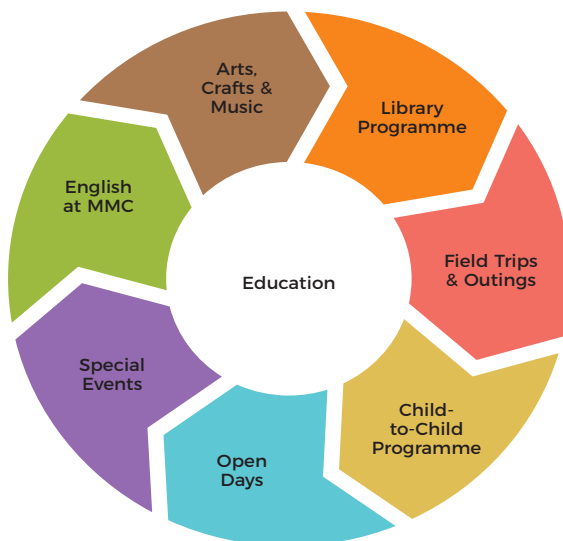 Arts,
Crafts &
Music
Library
Programme
Field Trips
& Outings
Child-
to-Child
Programme
Open
Days
Special
Events
English
at MMC
Education